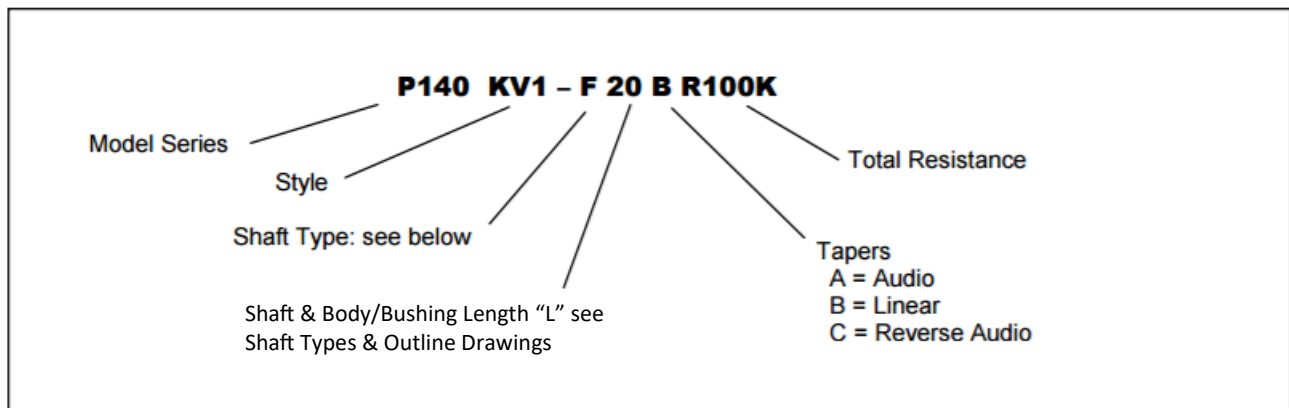 P140 KV1 – F 20 B R100K
Model Series
Total Resistance
Style
Shaft Type: see below
Tapers
A = Audio
B = Linear
C = Reverse Audio
Shaft & Body/Bushing Length “L” see
Shaft Types & Outline Drawings